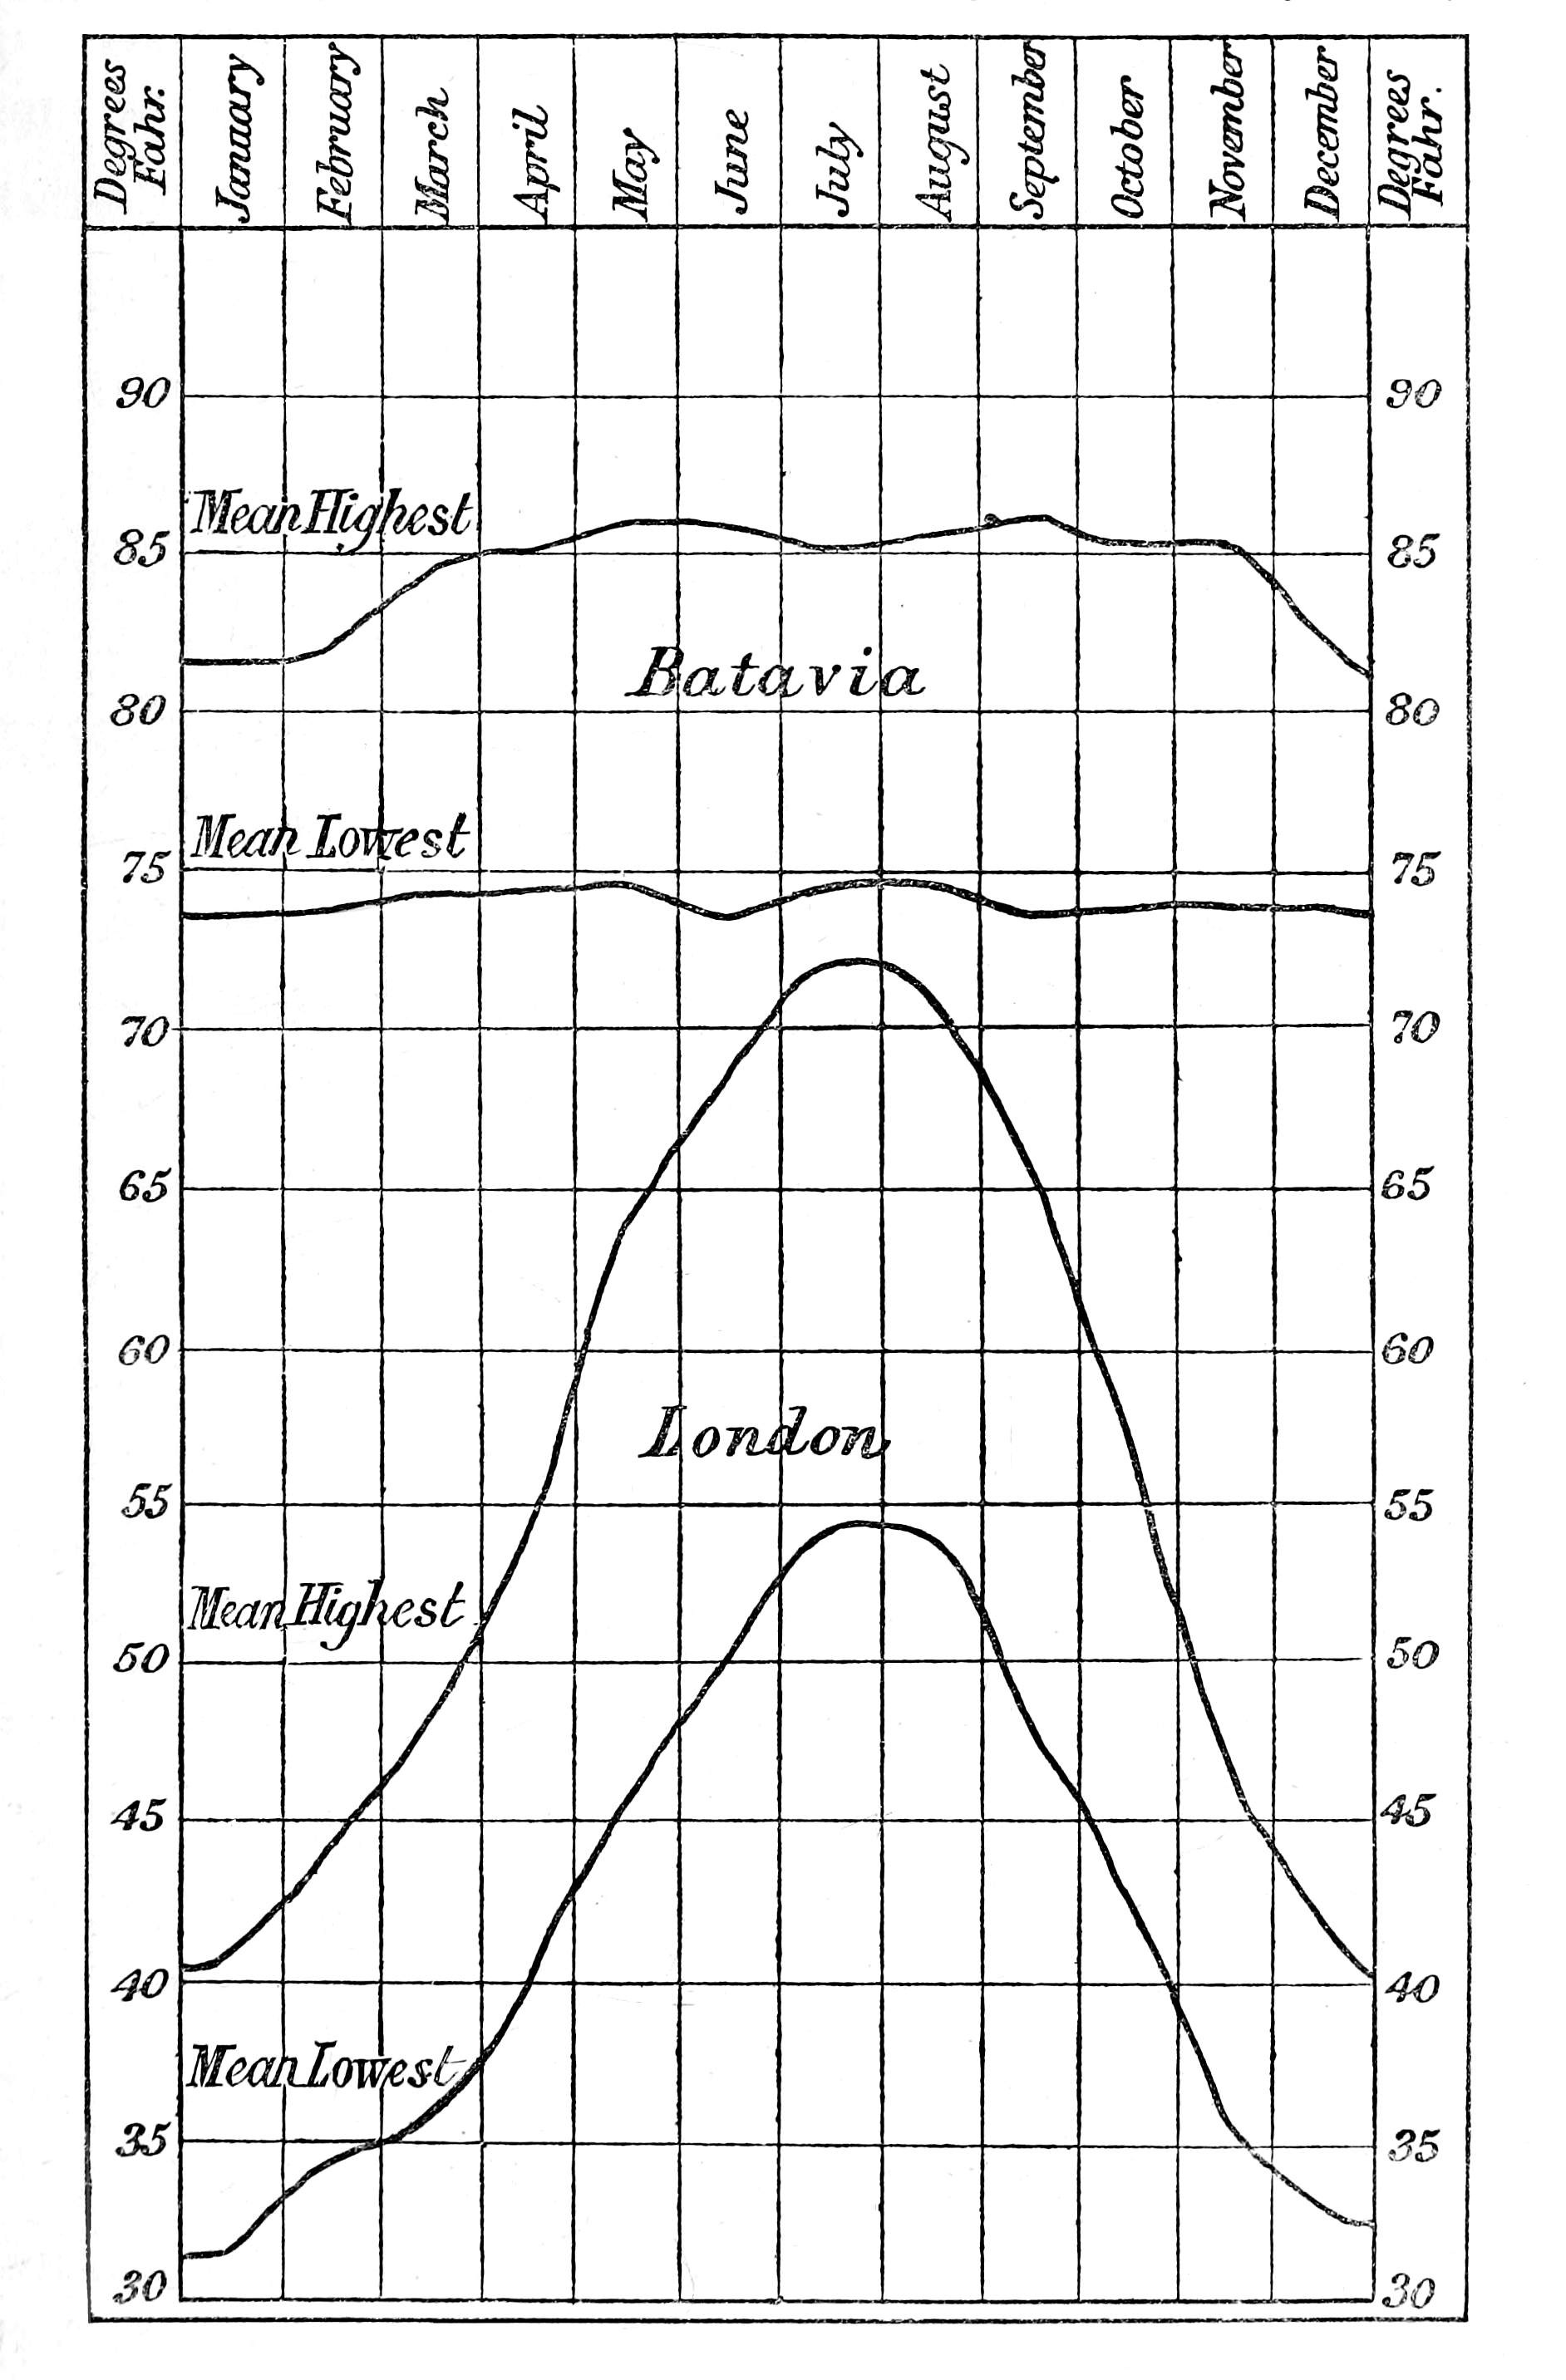 Degrees Fahr.
January
February
March
April
May
June
July
August
September
October
November
December
Degrees Fahr.
90 90
Mean Highest
85 85
Batavia
80 80
Mean Lowest
75 75
70 70
65 65
60 60
London
55 55
Mean Highest
50 50
45 45
40 40
Mean Lowest
35 35
30 30